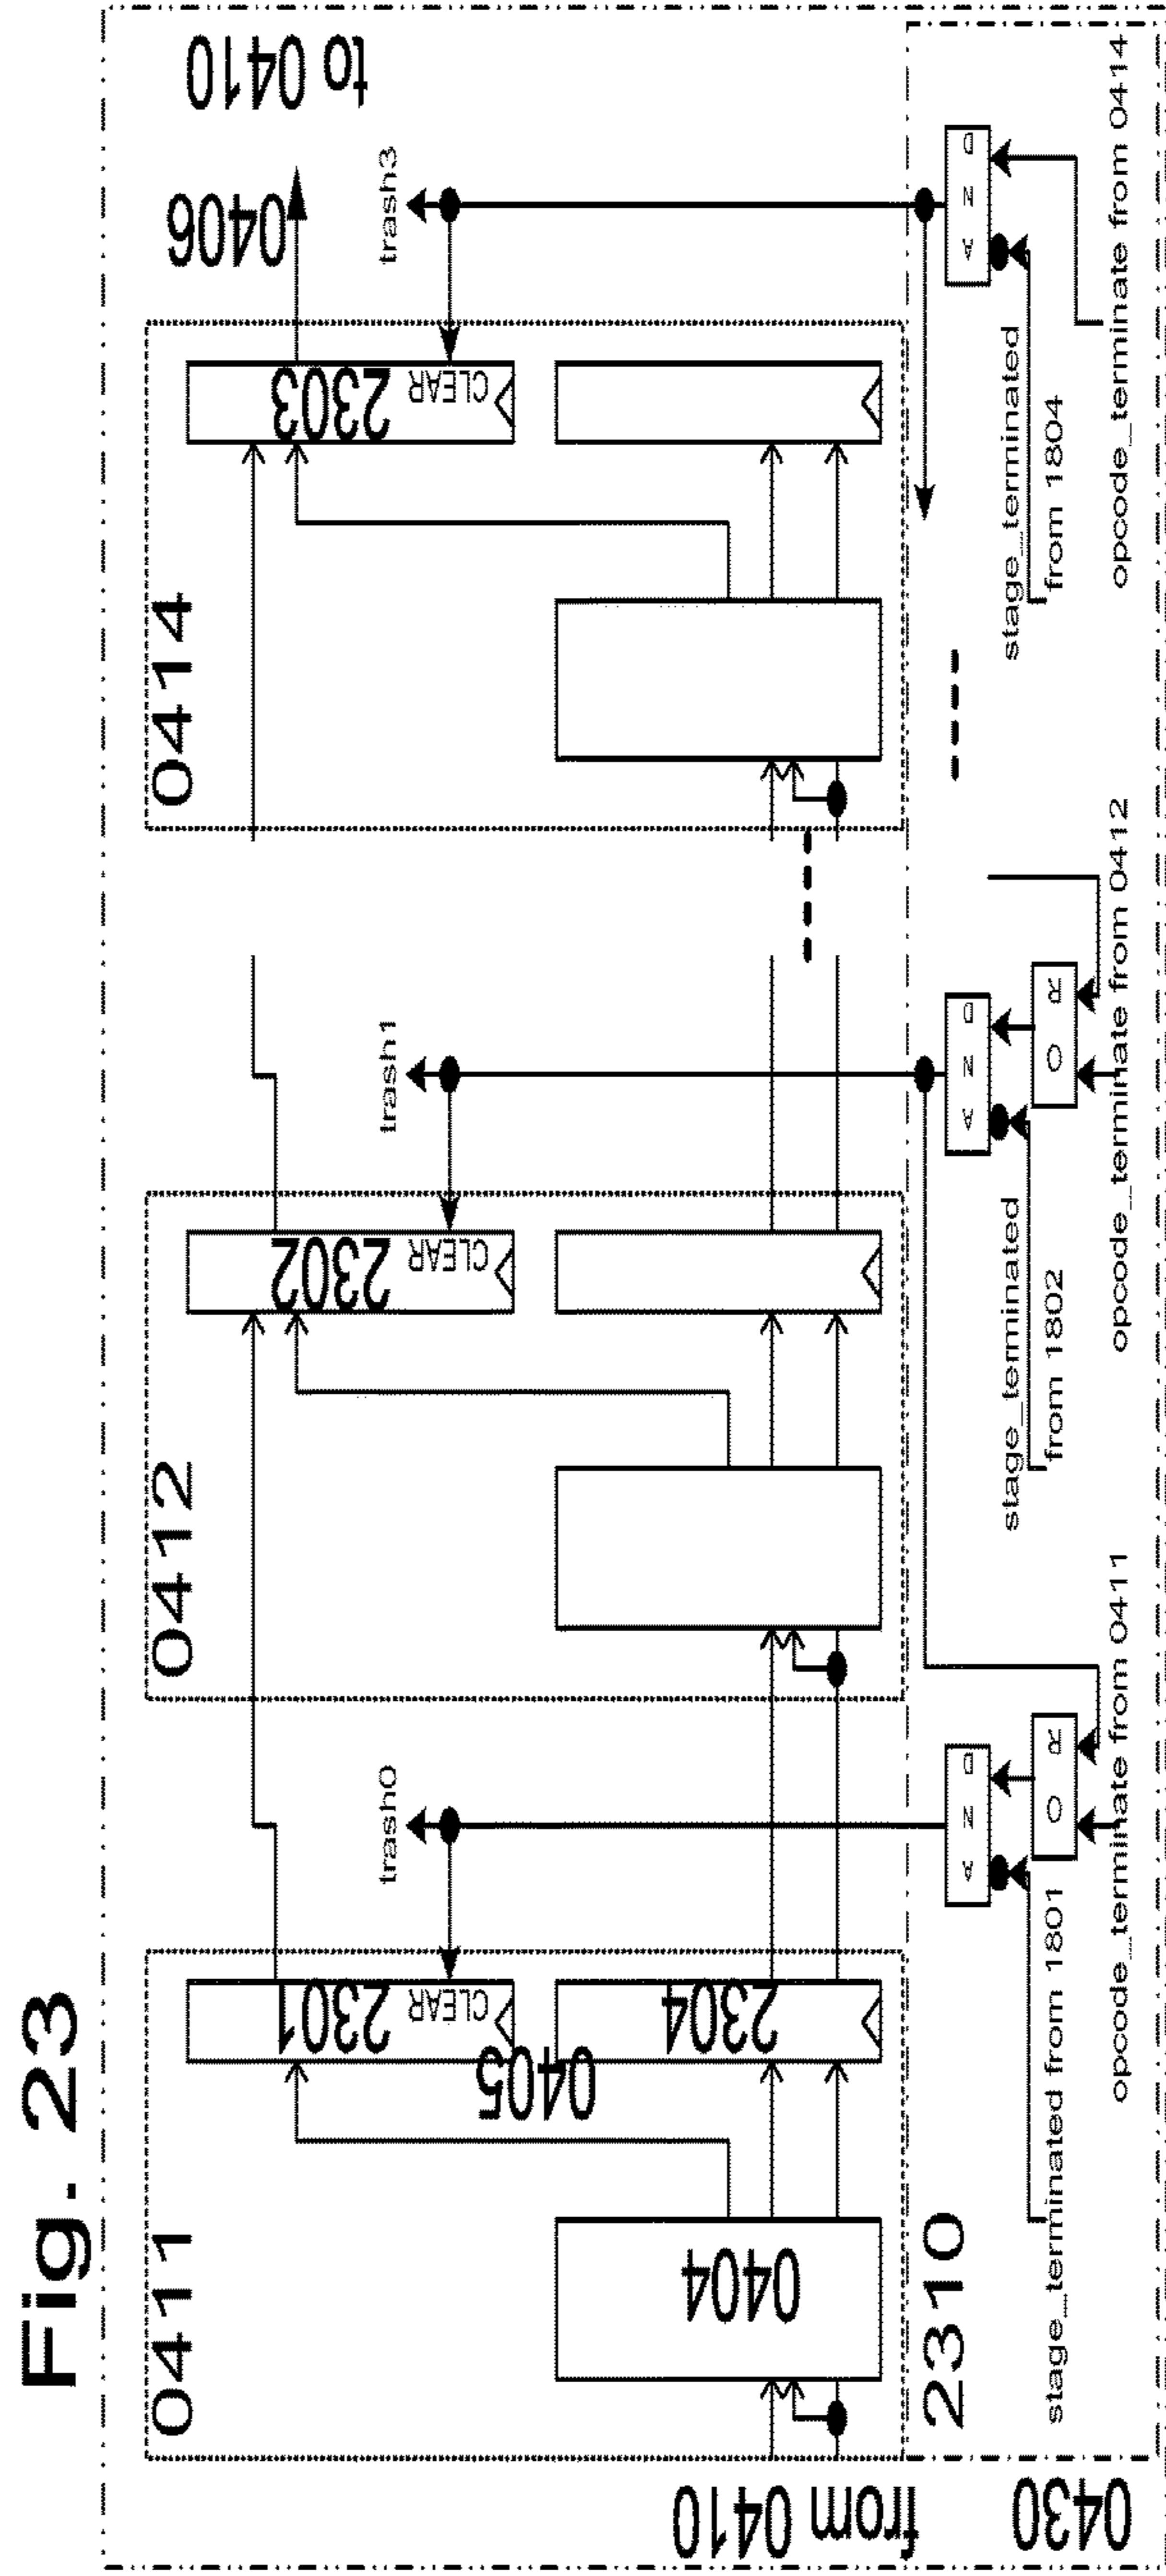 Fig. 23
0411
0412
0414
to 0410
0406
2301
CLEAR
2302
CLEAR
2303
CLEAR
0405
2304
0404
trash0
trash1
trash3
2310
from 0410
0430
AND
OR
AND
OR
AND
stage_terminated from 1801
opcode_terminate from 0411
stage_terminated
from 1802
opcode_terminate from 0412
stage_terminated
from 1804
opcode_terminate from 0414